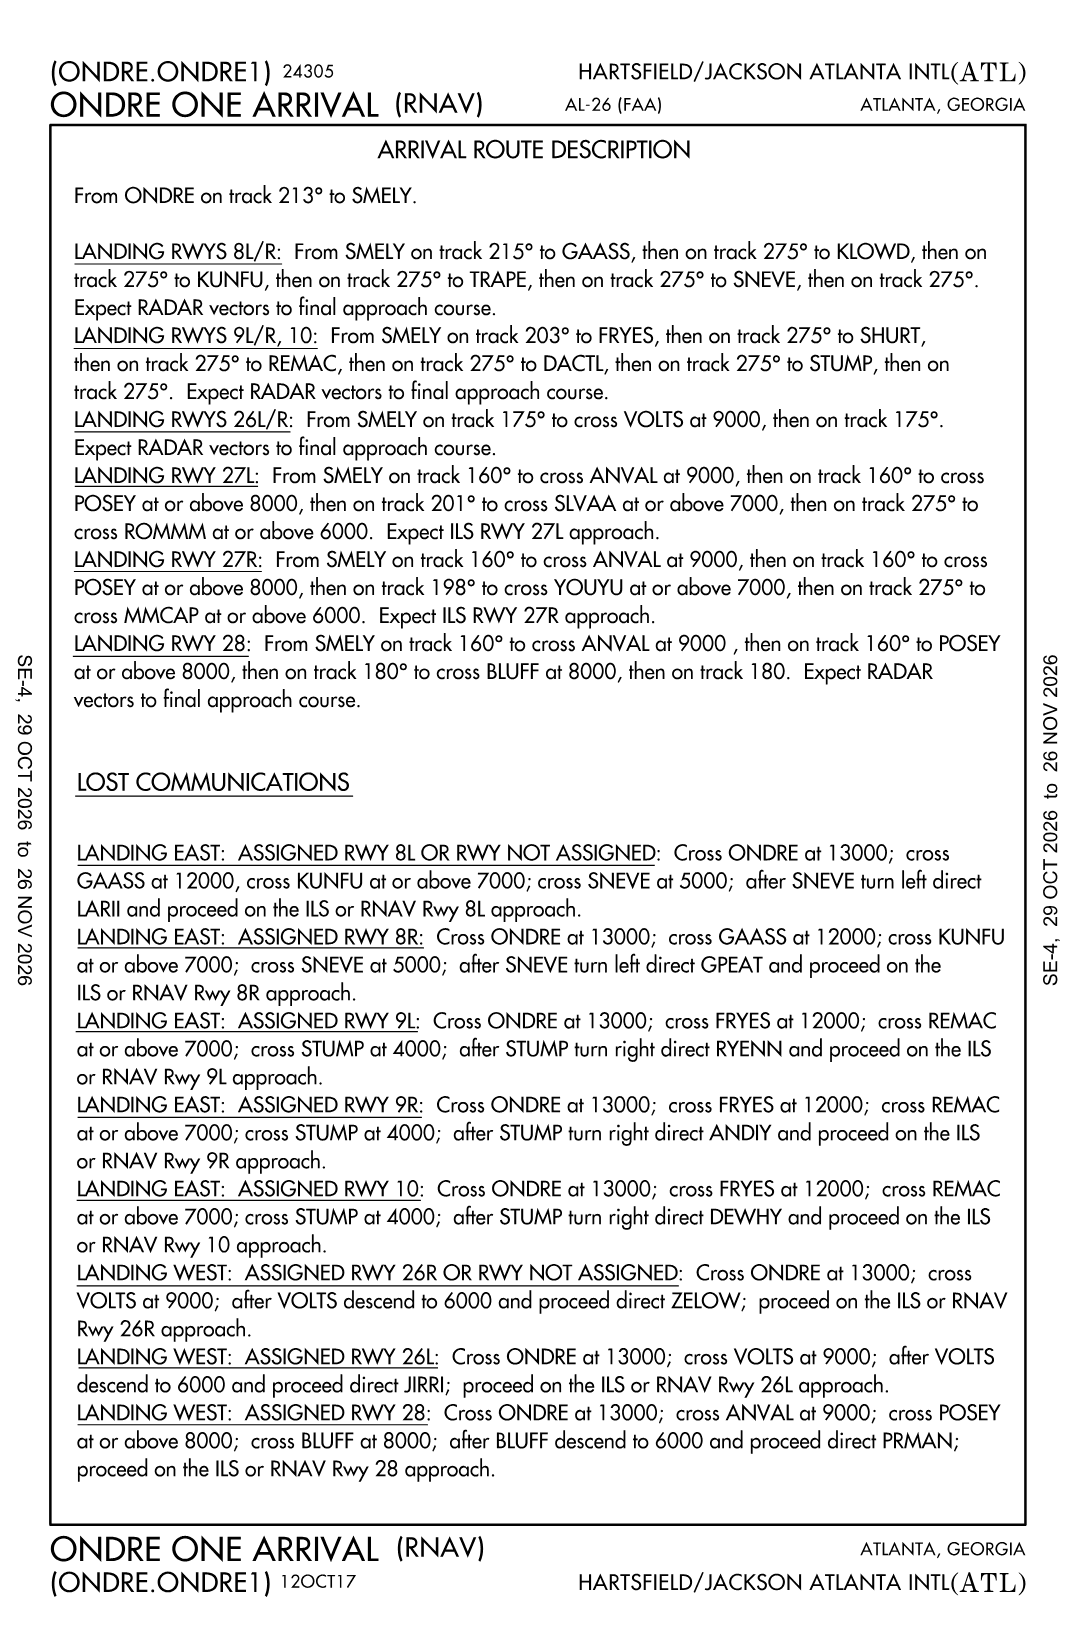 (ONDRE.ONDRE1) 24305 HARTSFIELD/JACKSON ATLANTA INTL(ATL)
ONDRE ONE ARRIVAL (RNAV) AL-26 (FAA) ATLANTA, GEORGIA
ARRIVAL ROUTE DESCRIPTION
From ONDRE on track 213° to SMELY.
LANDING RWYS 8L/R: From SMELY on track 215° to GAASS, then on track 275° to KLOWD, then on
track 275° to KUNFU, then on track 275° to TRAPE, then on track 275° to SNEVE, then on track 275°.
Expect RADAR vectors to final approach course.
LANDING RWYS 9L/R, 10: From SMELY on track 203° to FRYES, then on track 275° to SHURT,
then on track 275° to REMAC, then on track 275° to DACTL, then on track 275° to STUMP, then on
track 275°. Expect RADAR vectors to final approach course.
LANDING RWYS 26L/R: From SMELY on track 175° to cross VOLTS at 9000, then on track 175°.
Expect RADAR vectors to final approach course.
LANDING RWY 27L: From SMELY on track 160° to cross ANVAL at 9000, then on track 160° to cross
POSEY at or above 8000, then on track 201° to cross SLVAA at or above 7000, then on track 275° to
cross ROMMM at or above 6000. Expect ILS RWY 27L approach.
LANDING RWY 27R: From SMELY on track 160° to cross ANVAL at 9000, then on track 160° to cross
POSEY at or above 8000, then on track 198° to cross YOUYU at or above 7000, then on track 275° to
cross MMCAP at or above 6000. Expect ILS RWY 27R approach.
LANDING RWY 28: From SMELY on track 160° to cross ANVAL at 9000 , then on track 160° to POSEY
at or above 8000, then on track 180° to cross BLUFF at 8000, then on track 180. Expect RADAR
vectors to final approach course.
SE-4, 29 OCT 2026 to 26 NOV 2026
SE-4, 29 OCT 2026 to 26 NOV 2026
LOST COMMUNICATIONS
LANDING EAST: ASSIGNED RWY 8L OR RWY NOT ASSIGNED: Cross ONDRE at 13000; cross
GAASS at 12000, cross KUNFU at or above 7000; cross SNEVE at 5000; after SNEVE turn left direct
LARII and proceed on the ILS or RNAV Rwy 8L approach.
LANDING EAST: ASSIGNED RWY 8R: Cross ONDRE at 13000; cross GAASS at 12000; cross KUNFU
at or above 7000; cross SNEVE at 5000; after SNEVE turn left direct GPEAT and proceed on the
ILS or RNAV Rwy 8R approach.
LANDING EAST: ASSIGNED RWY 9L: Cross ONDRE at 13000; cross FRYES at 12000; cross REMAC
at or above 7000; cross STUMP at 4000; after STUMP turn right direct RYENN and proceed on the ILS
or RNAV Rwy 9L approach.
LANDING EAST: ASSIGNED RWY 9R: Cross ONDRE at 13000; cross FRYES at 12000; cross REMAC
at or above 7000; cross STUMP at 4000; after STUMP turn right direct ANDIY and proceed on the ILS
or RNAV Rwy 9R approach.
LANDING EAST: ASSIGNED RWY 10: Cross ONDRE at 13000; cross FRYES at 12000; cross REMAC
at or above 7000; cross STUMP at 4000; after STUMP turn right direct DEWHY and proceed on the ILS
or RNAV Rwy 10 approach.
LANDING WEST: ASSIGNED RWY 26R OR RWY NOT ASSIGNED: Cross ONDRE at 13000; cross
VOLTS at 9000; after VOLTS descend to 6000 and proceed direct ZELOW; proceed on the ILS or RNAV
Rwy 26R approach.
LANDING WEST: ASSIGNED RWY 26L: Cross ONDRE at 13000; cross VOLTS at 9000; after VOLTS
descend to 6000 and proceed direct JIRRI; proceed on the ILS or RNAV Rwy 26L approach.
LANDING WEST: ASSIGNED RWY 28: Cross ONDRE at 13000; cross ANVAL at 9000; cross POSEY
at or above 8000; cross BLUFF at 8000; after BLUFF descend to 6000 and proceed direct PRMAN;
proceed on the ILS or RNAV Rwy 28 approach.
ONDRE ONE ARRIVAL (RNAV) ATLANTA, GEORGIA
(ONDRE.ONDRE1) 12OCT17 HARTSFIELD/JACKSON ATLANTA INTL(ATL)